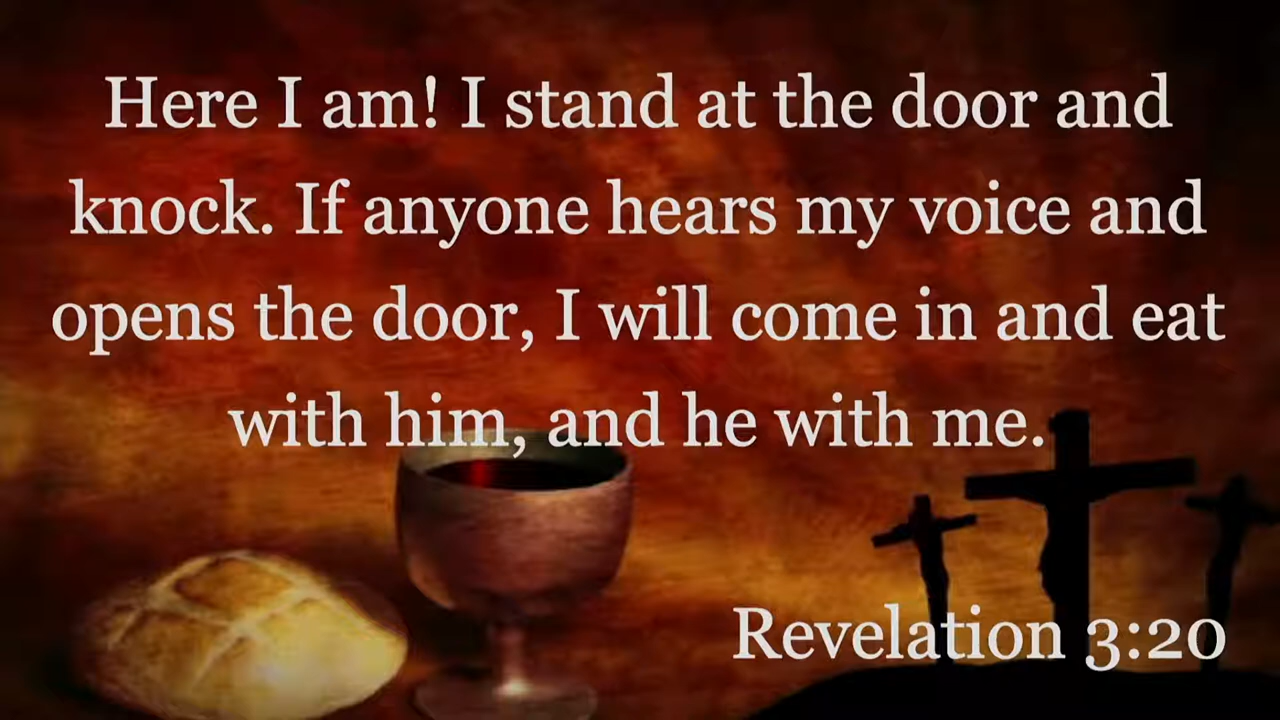 Here I am! I stand at the door and
knock. If anyone hears my voice and
opens the door, I will come in and eat
with him, and he with me.
Revelation 3:20